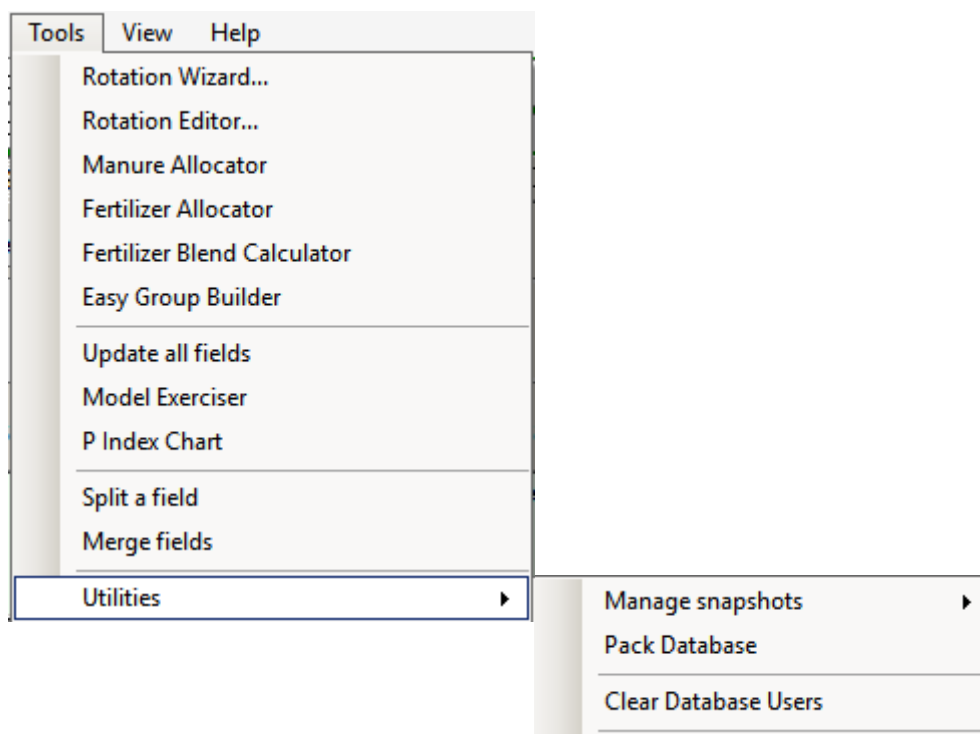 Tools View Help
Rotation Wizard...
Rotation Editor...
Manure Allocator
Fertilizer Allocator
Fertilizer Blend Calculator
Easy Group Builder
Update all fields
Model Exerciser
P Index Chart
Split a field
Merge fields
Utilities
Manage snapshots
Pack Database
Clear Database Users